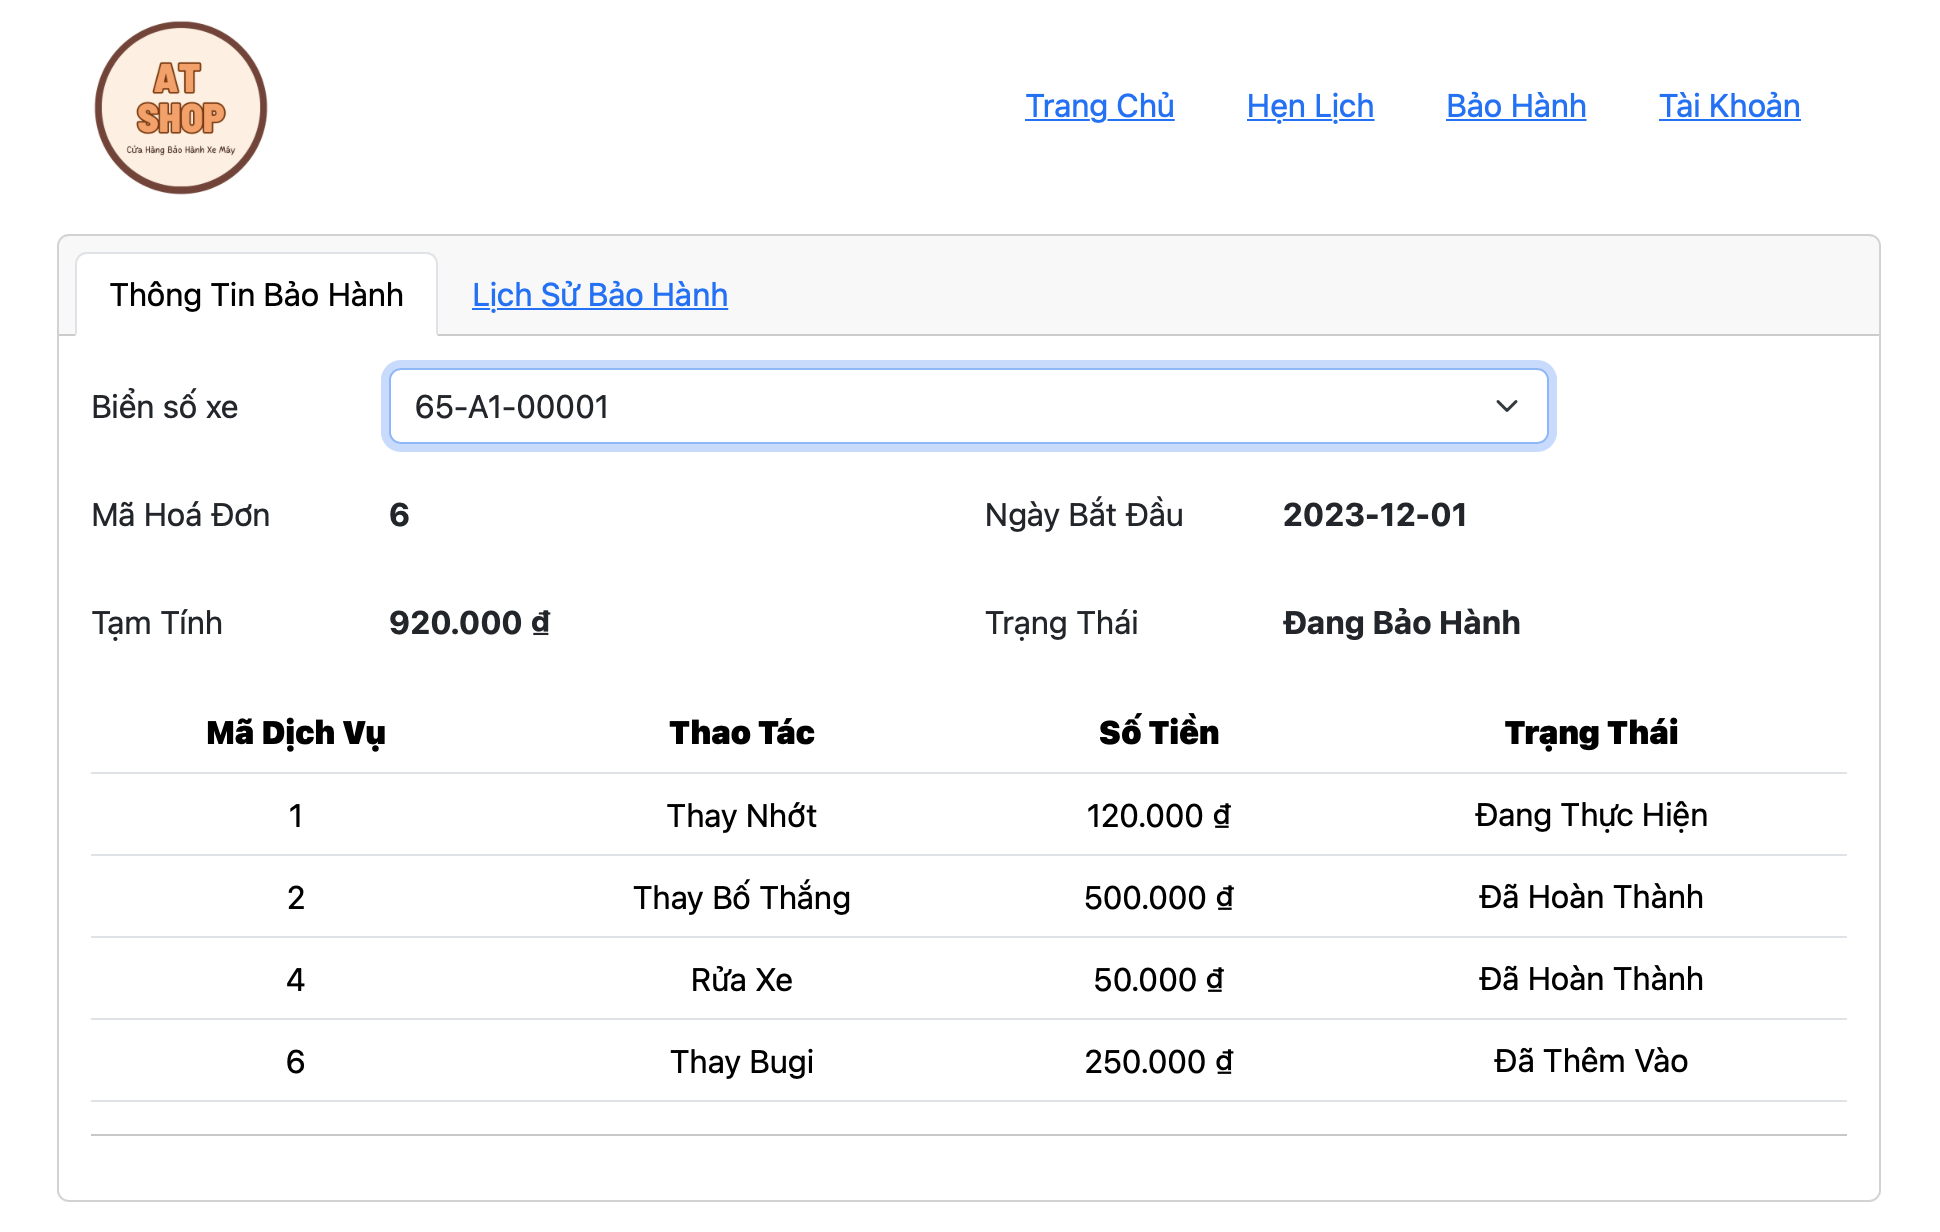 AT
SHOP
Cửa Hàng Bảo Hành Xe Máy
Trang Chủ Hẹn Lịch Bảo Hành Tài Khoản
Thông Tin Bảo Hành Lịch Sử Bảo Hành
Biển số xe 65-A1-00001
Mã Hoá Đơn 6 Ngày Bắt Đầu 2023-12-01
Tạm Tính 920.000 ₫ Trạng Thái Đang Bảo Hành
Mã Dịch Vụ Thao Tác Số Tiền Trạng Thái
1 Thay Nhớt 120.000 ₫ Đang Thực Hiện
2 Thay Bố Thắng 500.000 ₫ Đã Hoàn Thành
4 Rửa Xe 50.000 ₫ Đã Hoàn Thành
6 Thay Bugi 250.000 ₫ Đã Thêm Vào